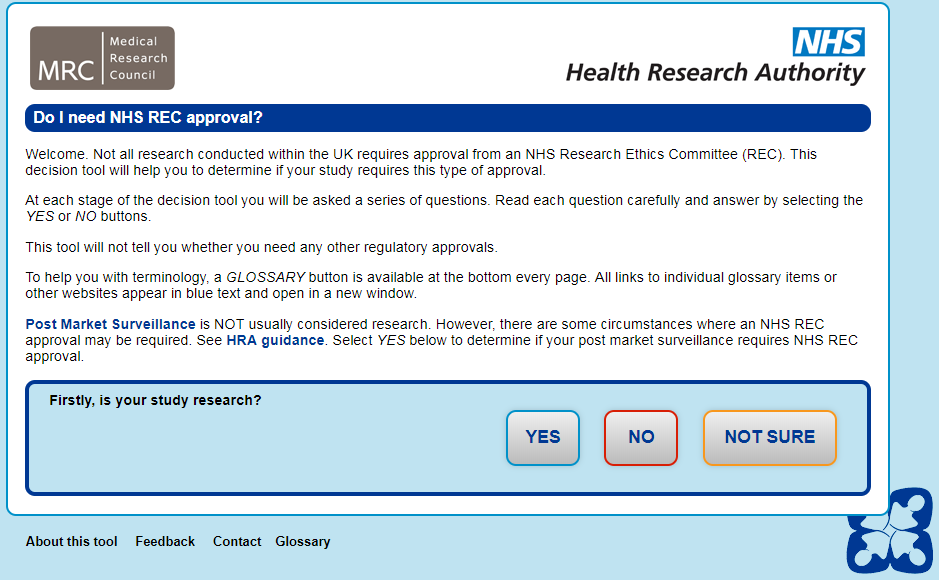 MRC
Medical
Research
Council
NHS
Health Research Authority
Do I need NHS REC approval?
Welcome. Not all research conducted within the UK requires approval from an NHS Research Ethics Committee (REC). This
decision tool will help you to determine if your study requires this type of approval.
At each stage of the decision tool you will be asked a series of questions. Read each question carefully and answer by selecting the
YES or NO buttons.
This tool will not tell you whether you need any other regulatory approvals.
To help you with terminology, a GLOSSARY button is available at the bottom every page. All links to individual glossary items or
other websites appear in blue text and open in a new window.
Post Market Surveillance is NOT usually considered research. However, there are some circumstances where an NHS REC
approval may be required. See HRA guidance. Select YES below to determine if your post market surveillance requires NHS REC
approval.
Firstly, is your study research?
YES NO NOT SURE
About this tool Feedback Contact Glossary